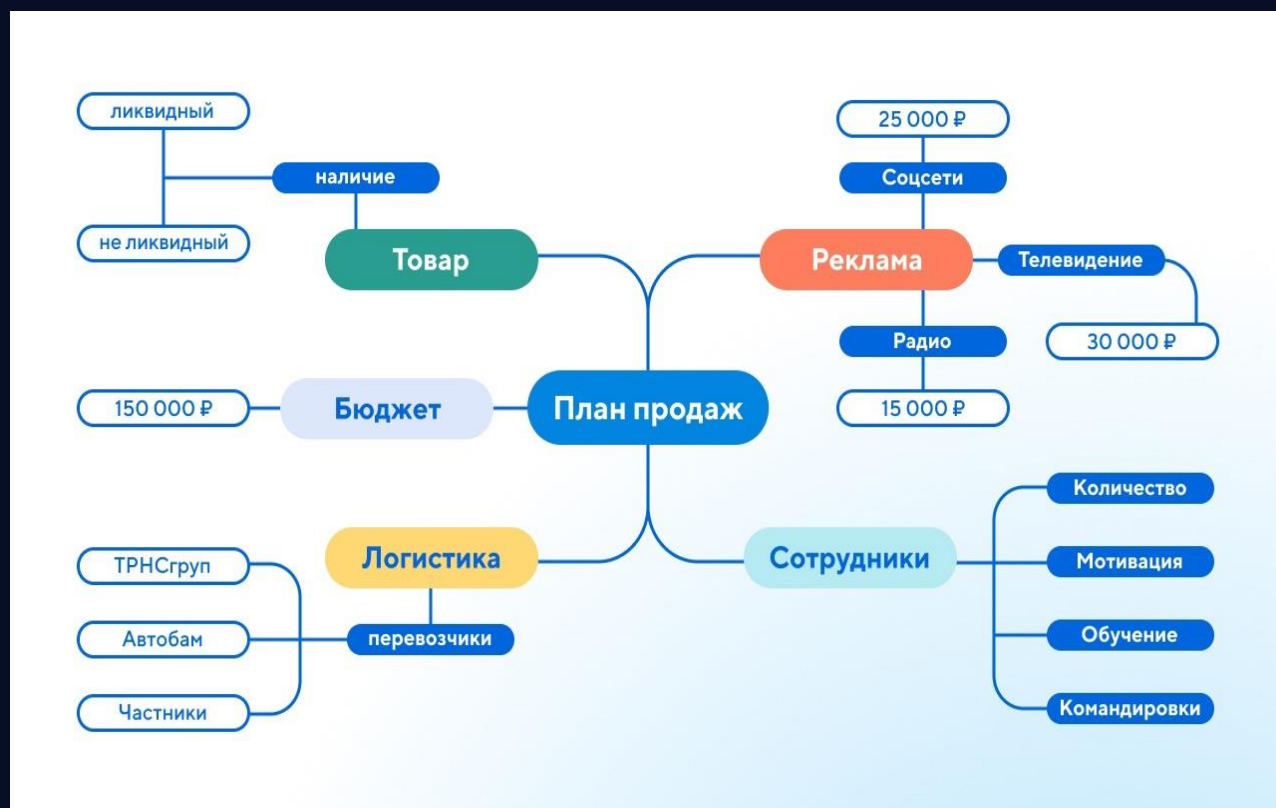 ликвидный
наличие
не ликвидный
Товар
25 000 ₽
Соцсети
Реклама
Телевидение
Радио
30 000 ₽
15 000 ₽
150 000 ₽
Бюджет
План продаж
Логистика
ТРНСгруп
Автобам
перевозчики
Частники
Сотрудники
Количество
Мотивация
Обучение
Командировки